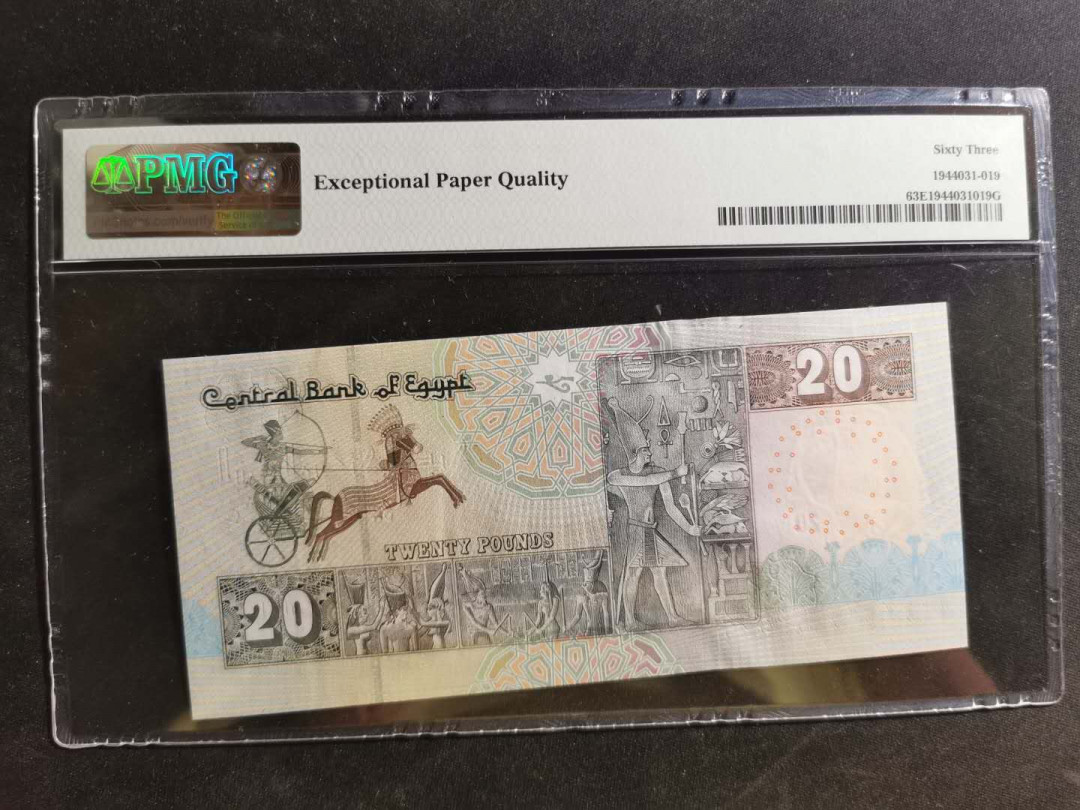 PMG
Exceptional Paper Quality
Sixty Three
1944031-019
63E1944031019G
Central Bank of Egypt
20
TWENTY POUNDS
20